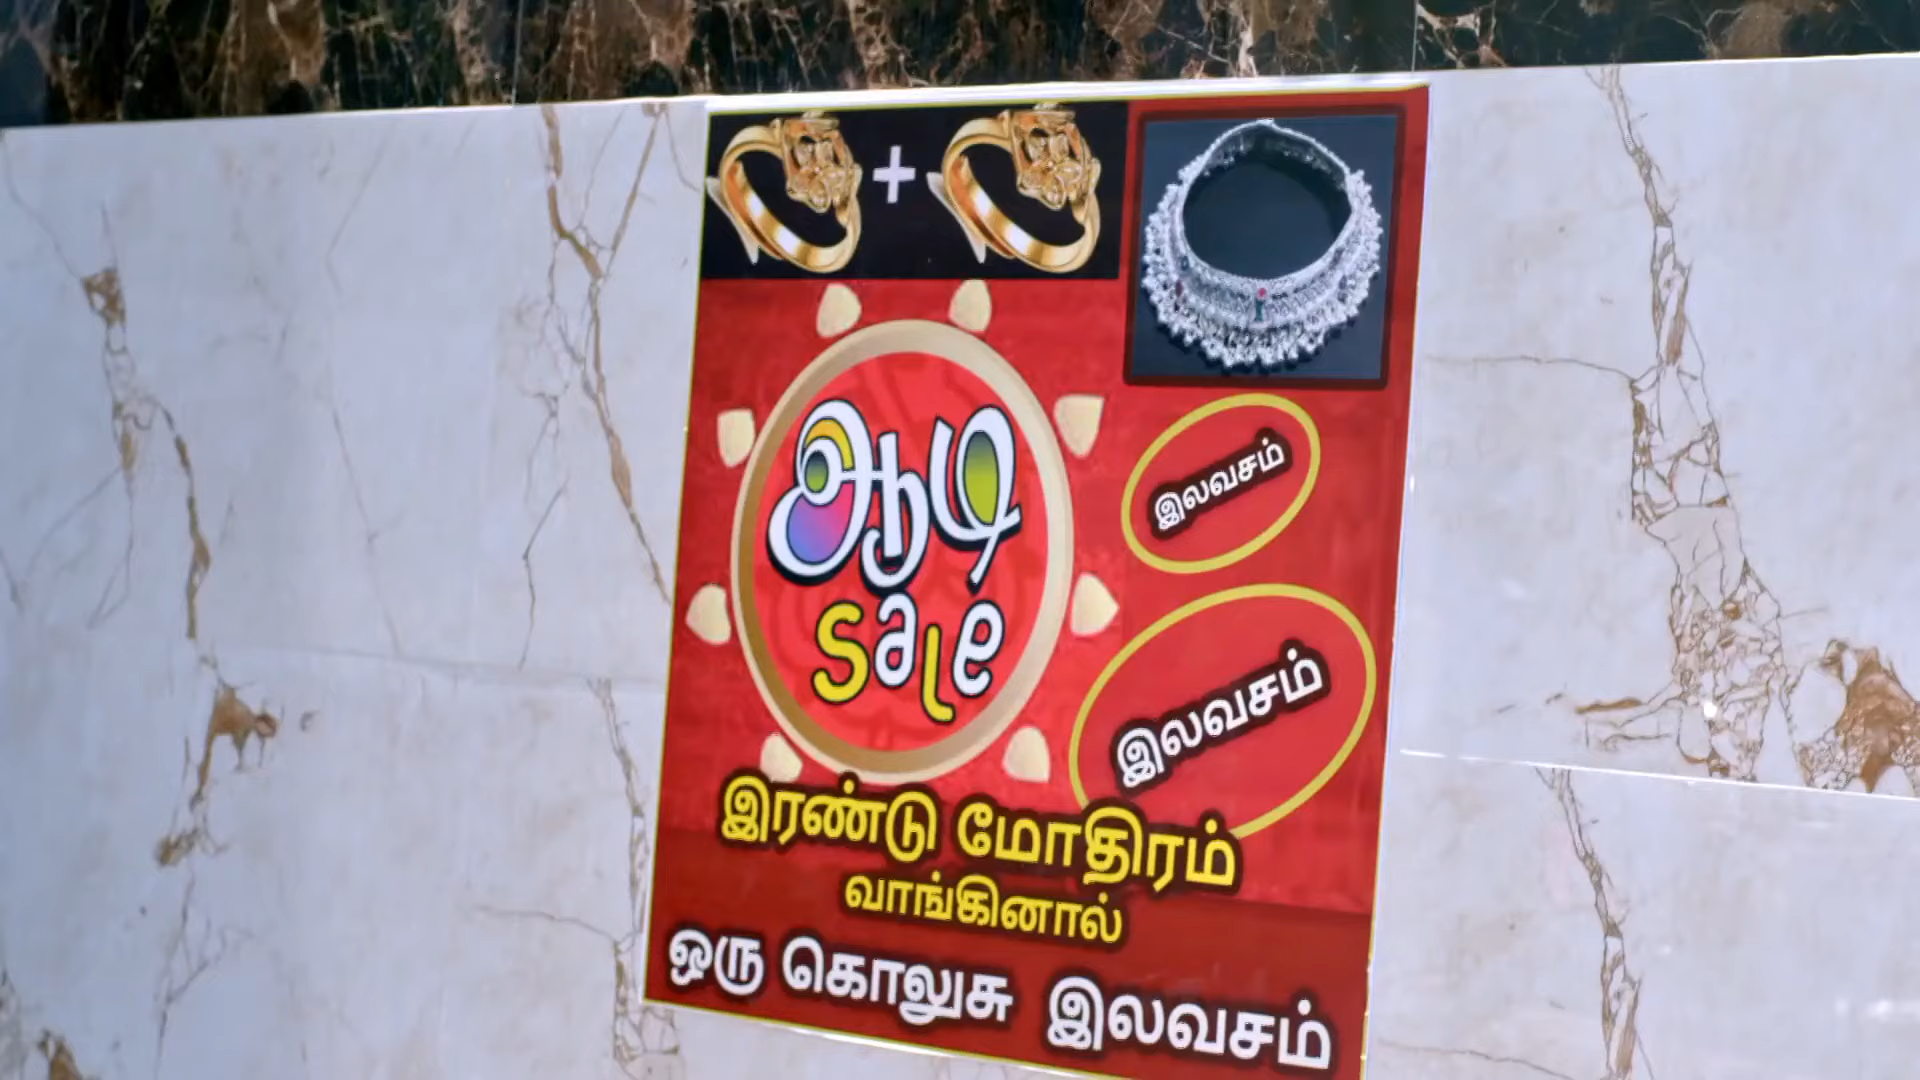 +
ஆடி
sale
இலவசம்
இலவசம்
இரண்டு மோதிரம்
வாங்கினால்
ஒரு கொலுசு இலவசம்